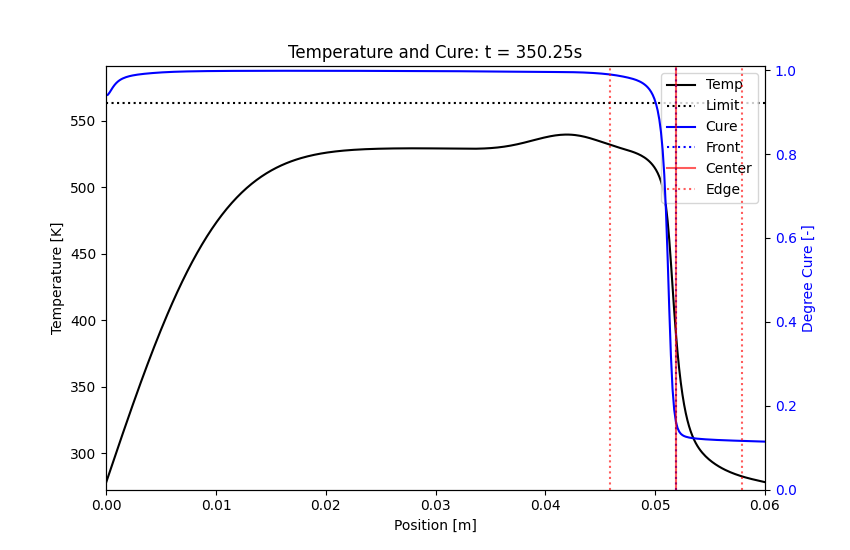 Temperature and Cure: t = 350.25s
Temperature [K]
550
500
450
400
350
300
Temp
Limit
Cure
Front
Center
Edge
1.0
0.8
0.6
0.4
0.2
0.0
Degree Cure [-]
0.00
0.01
0.02
0.03
0.04
0.05
0.06
Position [m]